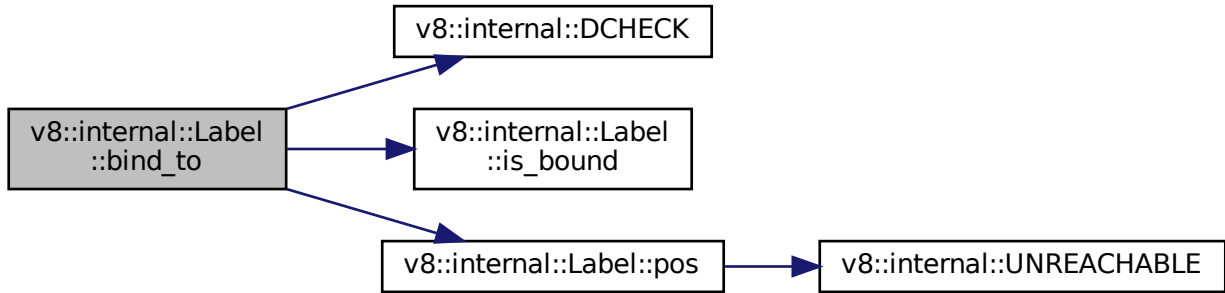 v8::internal::DCHECK
v8::internal::Label
::bind_to
v8::internal::Label
::is_bound
v8::internal::Label::pos
v8::internal::UNREACHABLE